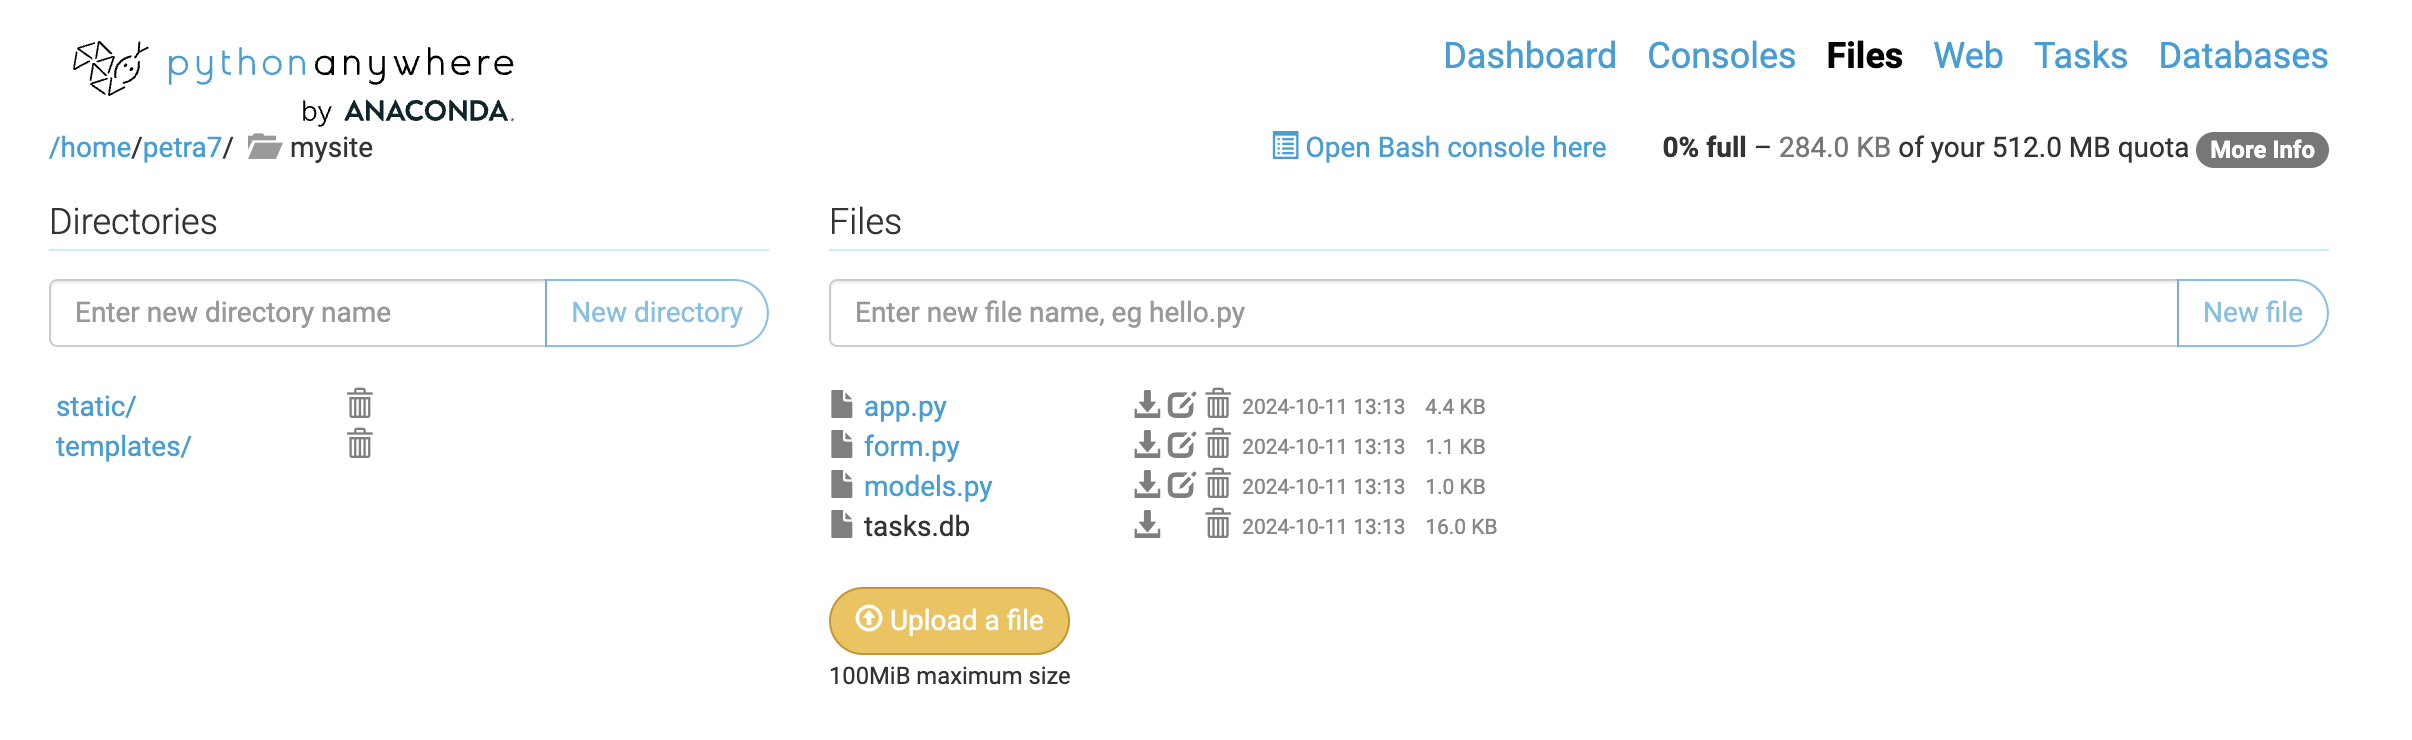 pythonanywhere
by ANACONDA.
Dashboard Consoles Files Web Tasks Databases
/home/petra7/ mysite
Open Bash console here
0% full – 284.0 KB of your 512.0 MB quota More Info
Directories
Enter new directory name New directory
static/
templates/
Files
Enter new file name, eg hello.py New file
app.py 2024-10-11 13:13 4.4 KB
form.py 2024-10-11 13:13 1.1 KB
models.py 2024-10-11 13:13 1.0 KB
tasks.db 2024-10-11 13:13 16.0 KB
Upload a file
100MiB maximum size